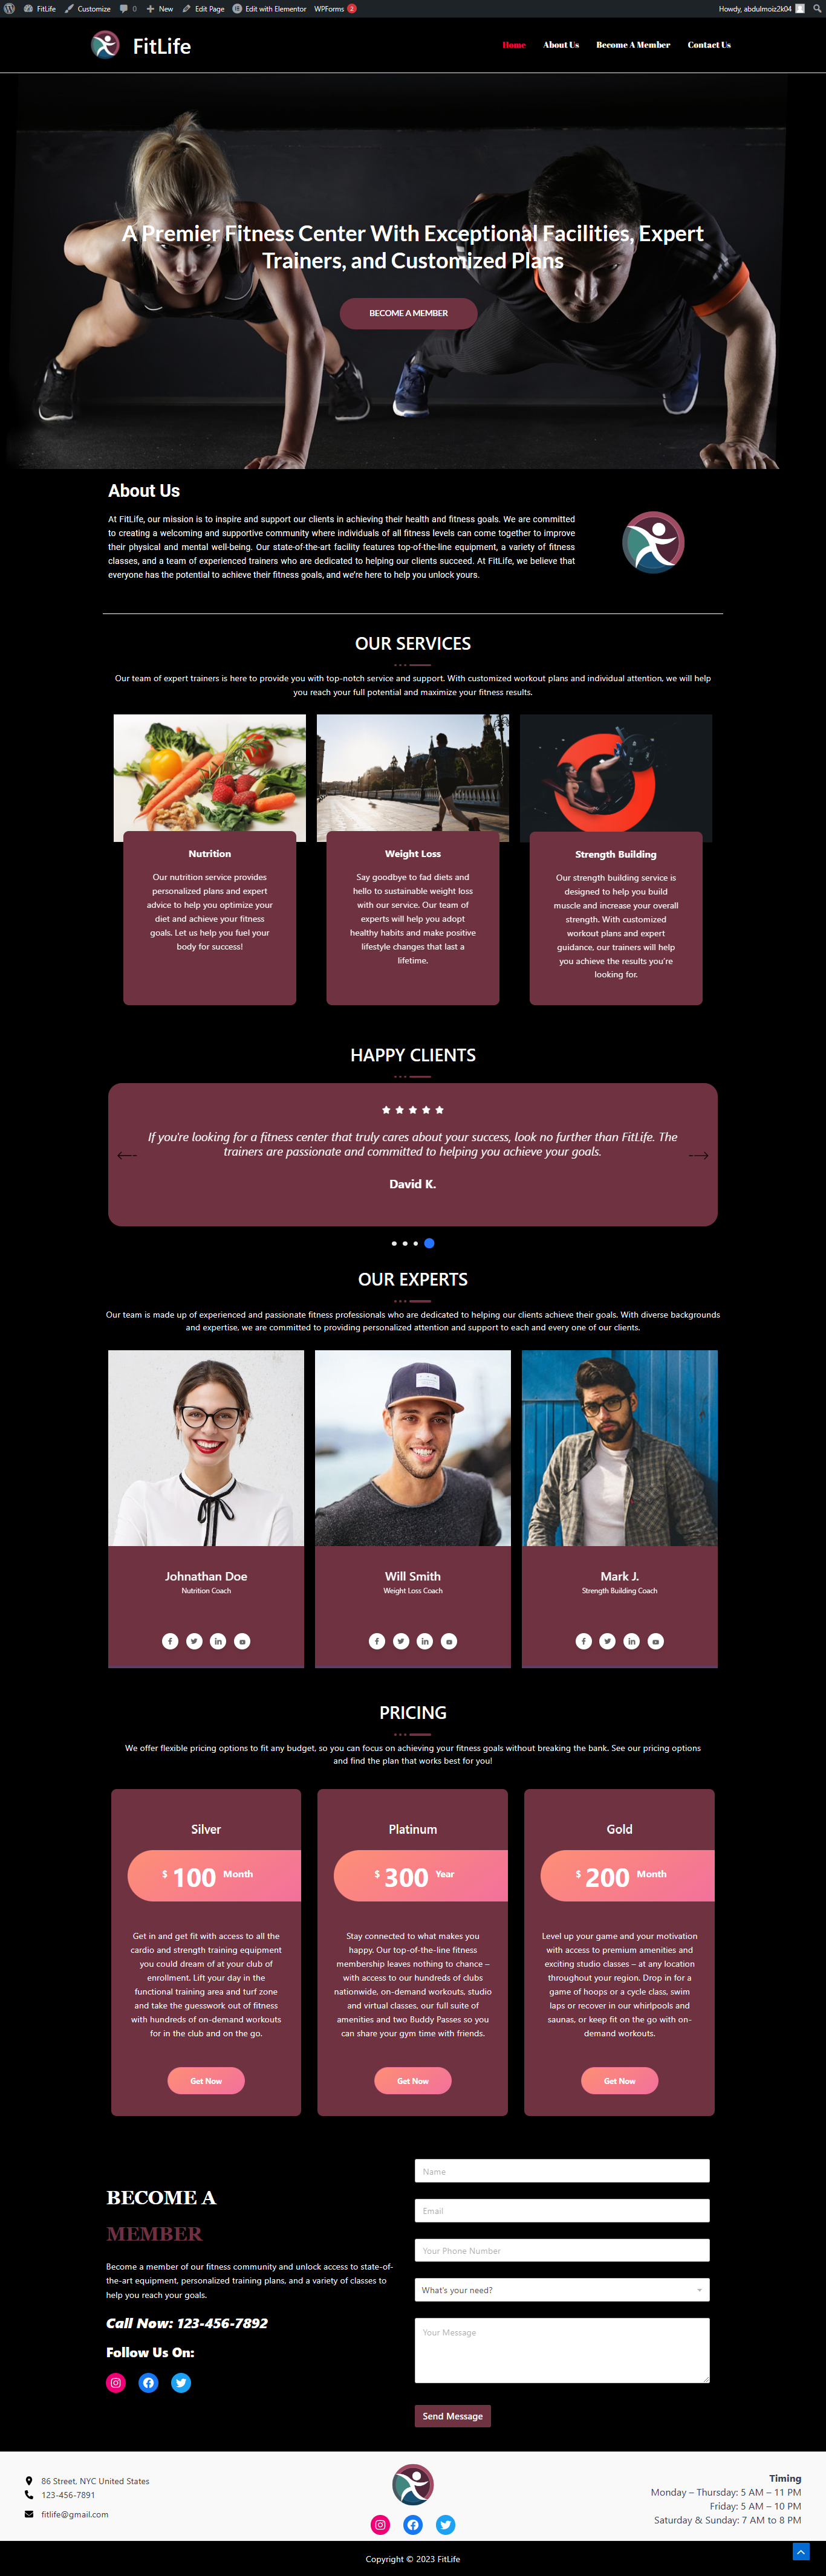 FitLife Customize 0 New Edit Page Edit with Elementor WPForms 2 Howdy, abdulmoiz2k04
FitLife
Home About Us Become A Member Contact Us
A Premier Fitness Center With Exceptional Facilities, Expert
Trainers, and Customized Plans
BECOME A MEMBER
About Us
At FitLife, our mission is to inspire and support our clients in achieving their health and fitness goals. We are committed
to creating a welcoming and supportive community where individuals of all fitness levels can come together to improve
their physical and mental well-being. Our state-of-the-art facility features top-of-the-line equipment, a variety of fitness
classes, and a team of experienced trainers who are dedicated to helping our clients succeed. At FitLife, we believe that
everyone has the potential to achieve their fitness goals, and we're here to help you unlock yours.
OUR SERVICES
Our team of expert trainers is here to provide you with top-notch service and support. With customized workout plans and individual attention, we will help
you reach your full potential and maximize your fitness results.
Nutrition
Our nutrition service provides
personalized plans and expert
advice to help you optimize your
diet and achieve your fitness
goals. Let us help you fuel your
body for success!
Weight Loss
Say goodbye to fad diets and
hello to sustainable weight loss
with our service. Our team of
experts will help you adopt
healthy habits and make positive
lifestyle changes that last a
lifetime.
Strength Building
Our strength building service is
designed to help you build
muscle and increase your overall
strength. With customized
workout plans and expert
guidance, our trainers will help
you achieve the results you're
looking for.
HAPPY CLIENTS
If you're looking for a fitness center that truly cares about your success, look no further than FitLife. The
trainers are passionate and committed to helping you achieve your goals.
David K.
OUR EXPERTS
Our team is made up of experienced and passionate fitness professionals who are dedicated to helping our clients achieve their goals. With diverse backgrounds
and expertise, we are committed to providing personalized attention and support to each and every one of our clients.
Johnathan Doe
Nutrition Coach
Will Smith
Weight Loss Coach
Mark J.
Strength Building Coach
PRICING
We offer flexible pricing options to fit any budget, so you can focus on achieving your fitness goals without breaking the bank. See our pricing options
and find the plan that works best for you!
Silver
$ 100 Month
Get in and get fit with access to all the
cardio and strength training equipment
you could dream of at your club of
enrollment. Lift your day in the
functional training area and turf zone
and take the guesswork out of fitness
with hundreds of on-demand workouts
for in the club and on the go.
Get Now
Platinum
$ 300 Year
Stay connected to what makes you
happy. Our top-of-the-line fitness
membership leaves nothing to chance –
with access to our hundreds of clubs
nationwide, on-demand workouts, studio
and virtual classes, our full suite of
amenities and two Buddy Passes so you
can share your gym time with friends.
Get Now
Gold
$ 200 Month
Level up your game and your motivation
with access to premium amenities and
exciting studio classes – at any location
throughout your region. Drop in for a
game of hoops or a cycle class, swim
laps or recover in our whirlpools and
saunas, or keep fit on the go with on-
demand workouts.
Get Now
BECOME A
MEMBER
Become a member of our fitness community and unlock access to state-of-
the-art equipment, personalized training plans, and a variety of classes to
help you reach your goals.
Call Now: 123-456-7892
Follow Us On:
Name
Email
Your Phone Number
What's your need?
Your Message
Send Message
86 Street, NYC United States
123-456-7891
fitlife@gmail.com
Timing
Monday – Thursday: 5 AM – 11 PM
Friday: 5 AM – 10 PM
Saturday & Sunday: 7 AM to 8 PM
Copyright © 2023 FitLife